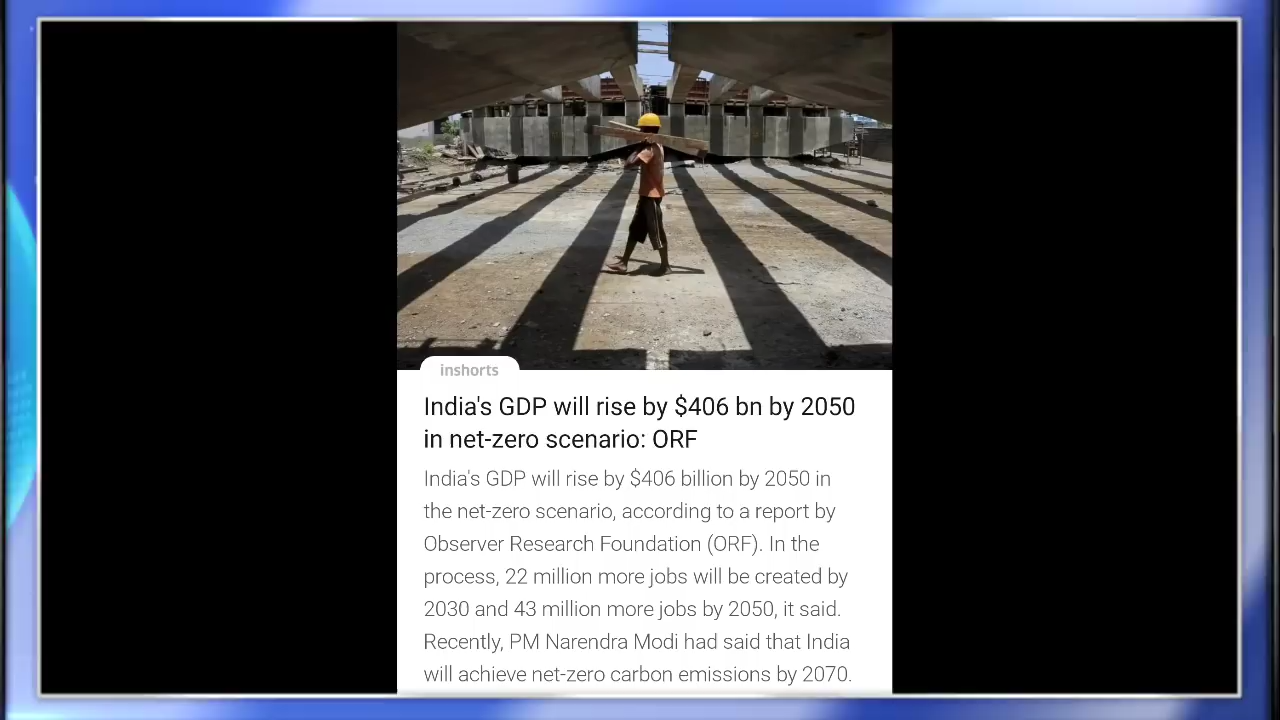 inshorts
India's GDP will rise by $406 bn by 2050
in net-zero scenario: ORF
India's GDP will rise by $406 billion by 2050 in
the net-zero scenario, according to a report by
Observer Research Foundation (ORF). In the
process, 22 million more jobs will be created by
2030 and 43 million more jobs by 2050, it said.
Recently, PM Narendra Modi had said that India
will achieve net-zero carbon emissions by 2070.